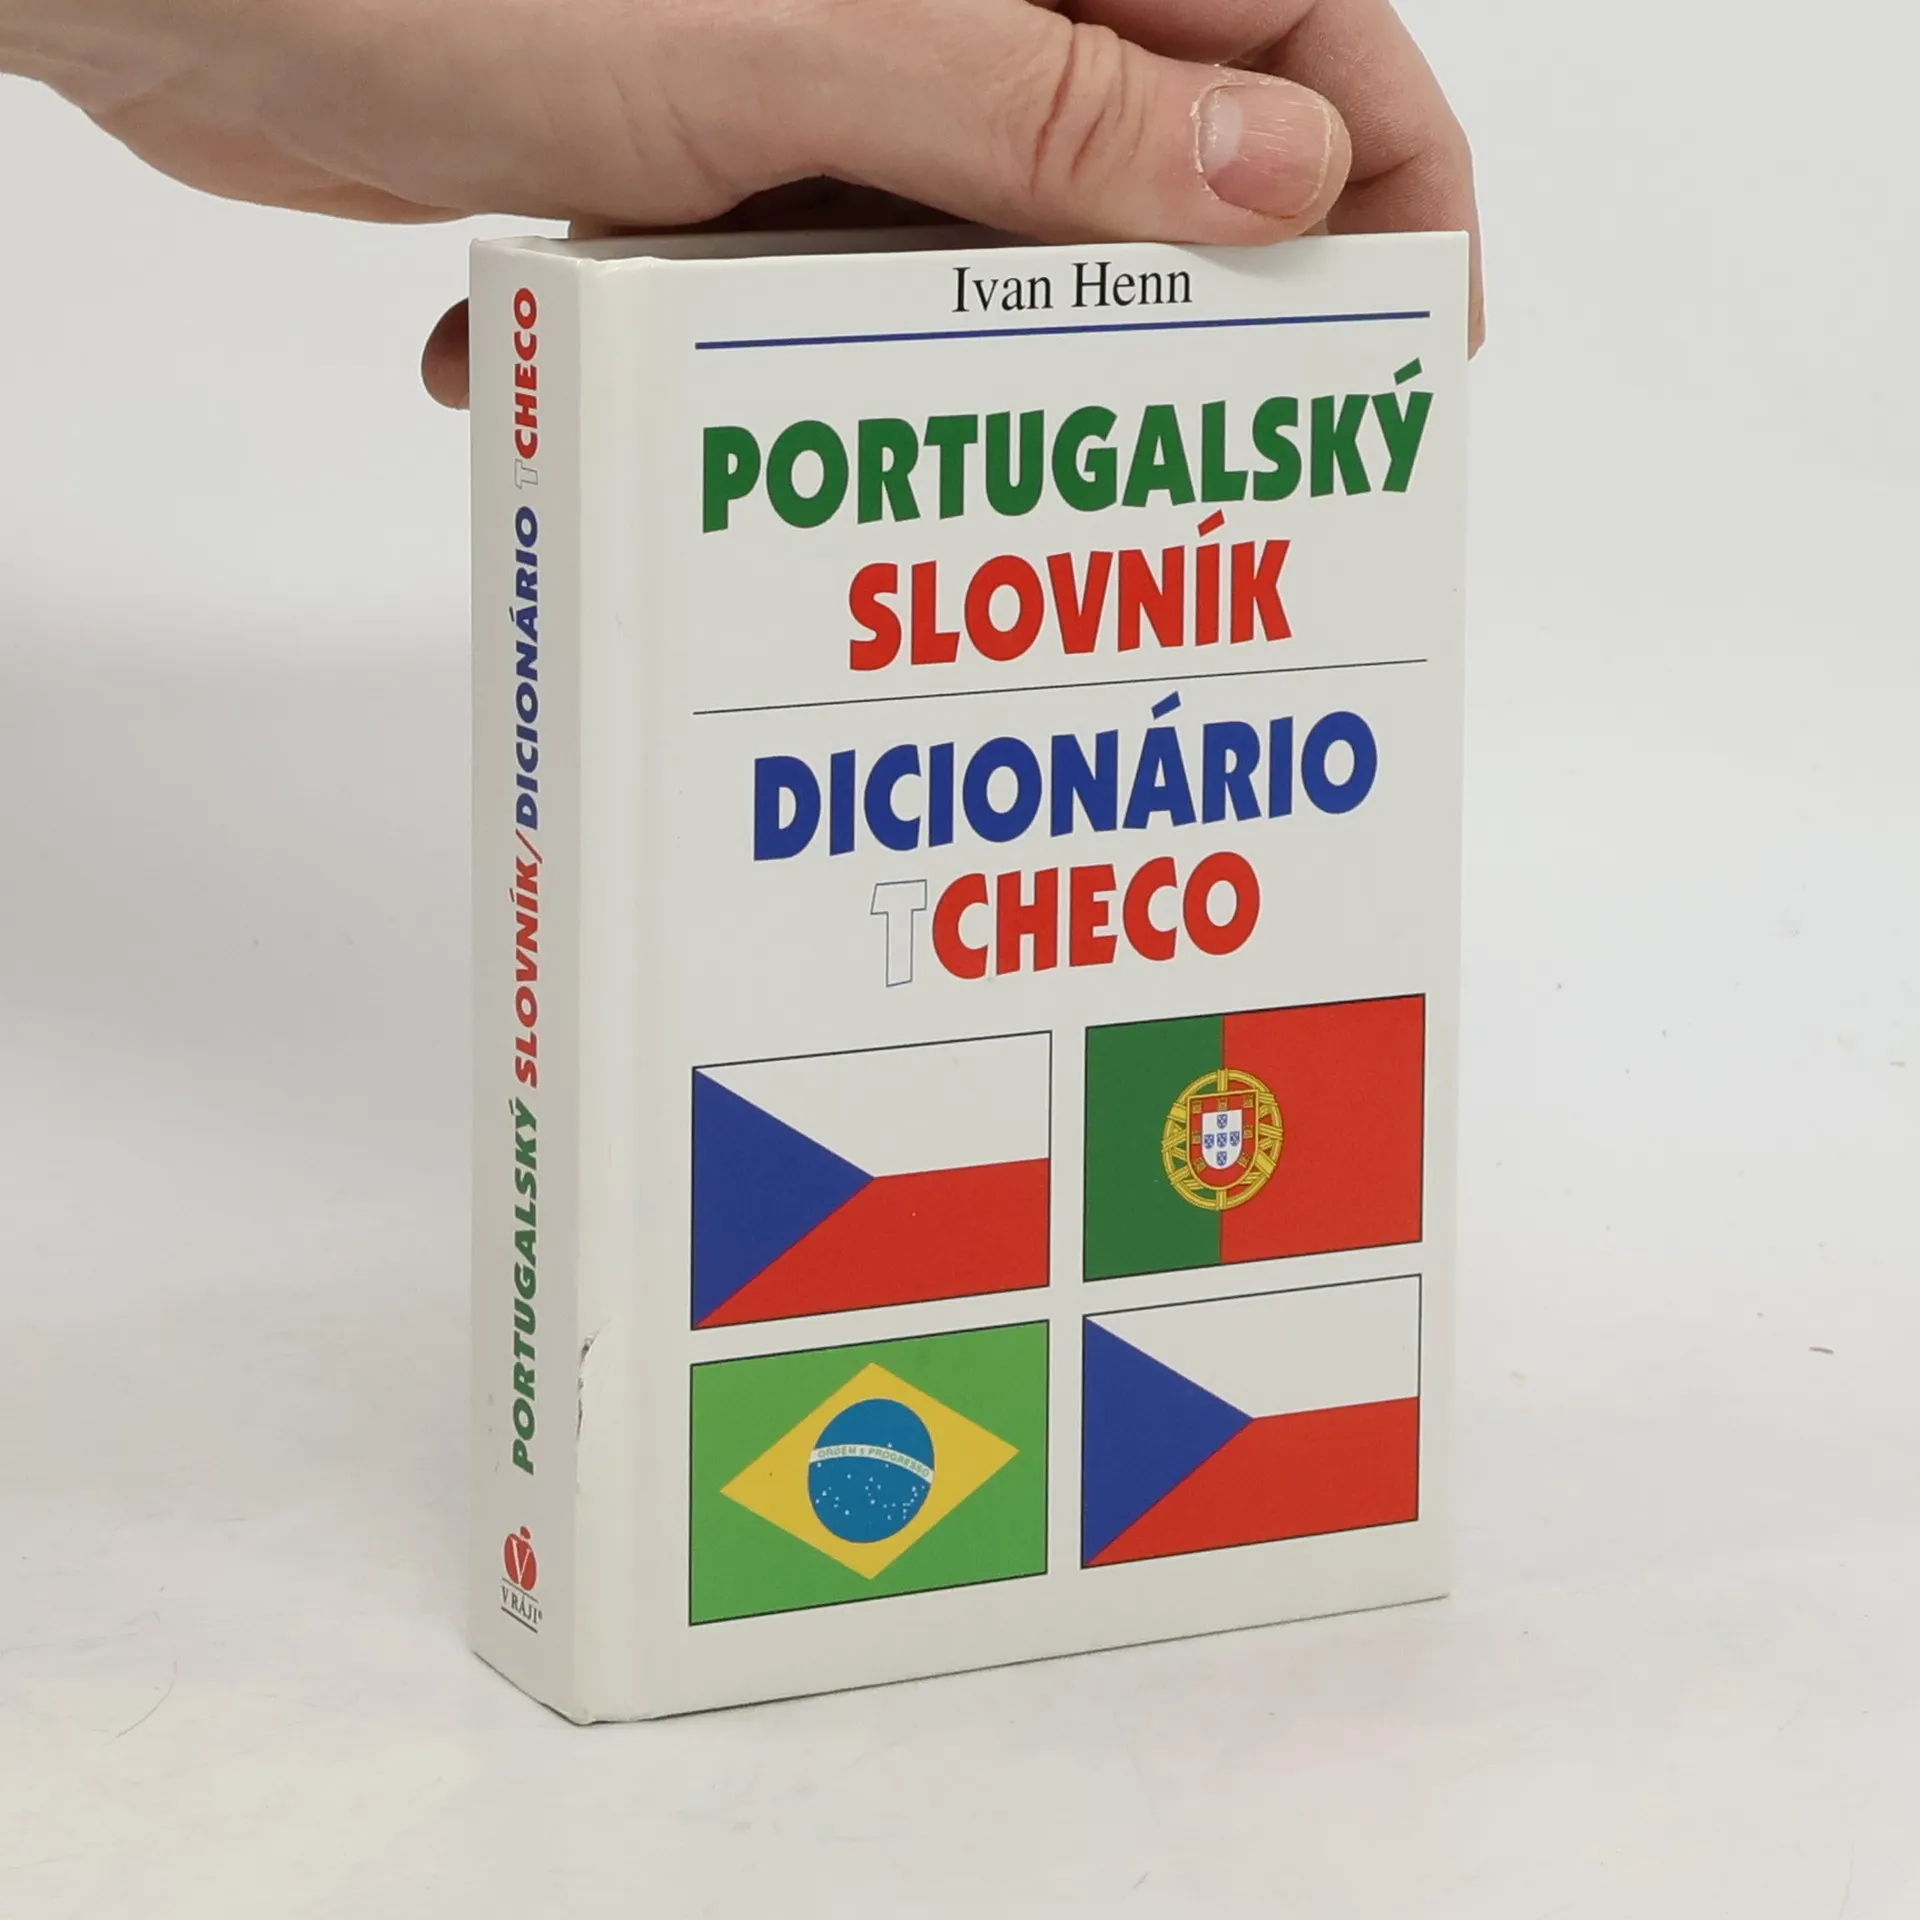 Ivan Henn
PORTUGALSKÝ
SLOVNÍK
DICIONÁRIO
TCHECO
ORDEM E PROGRESSO
PORTUGALSKÝ SLOVNÍK/DICIONÁRIO TCHECO
V
V RÁJI